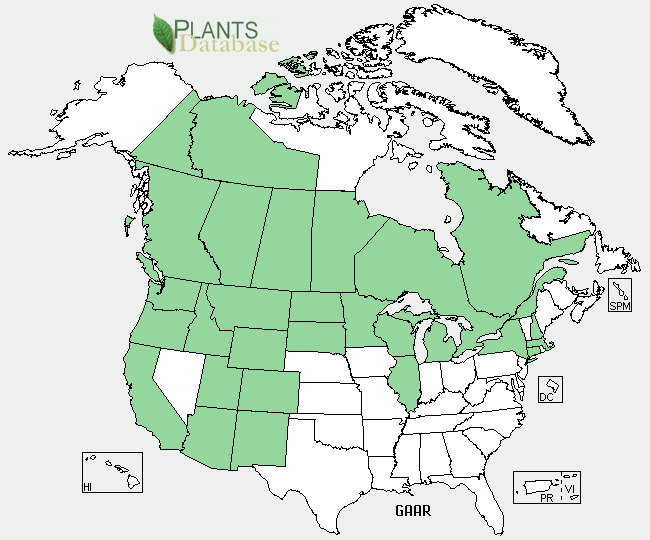 PLANTS
Database
SPM
DC
HI
PR
VI
GAAR